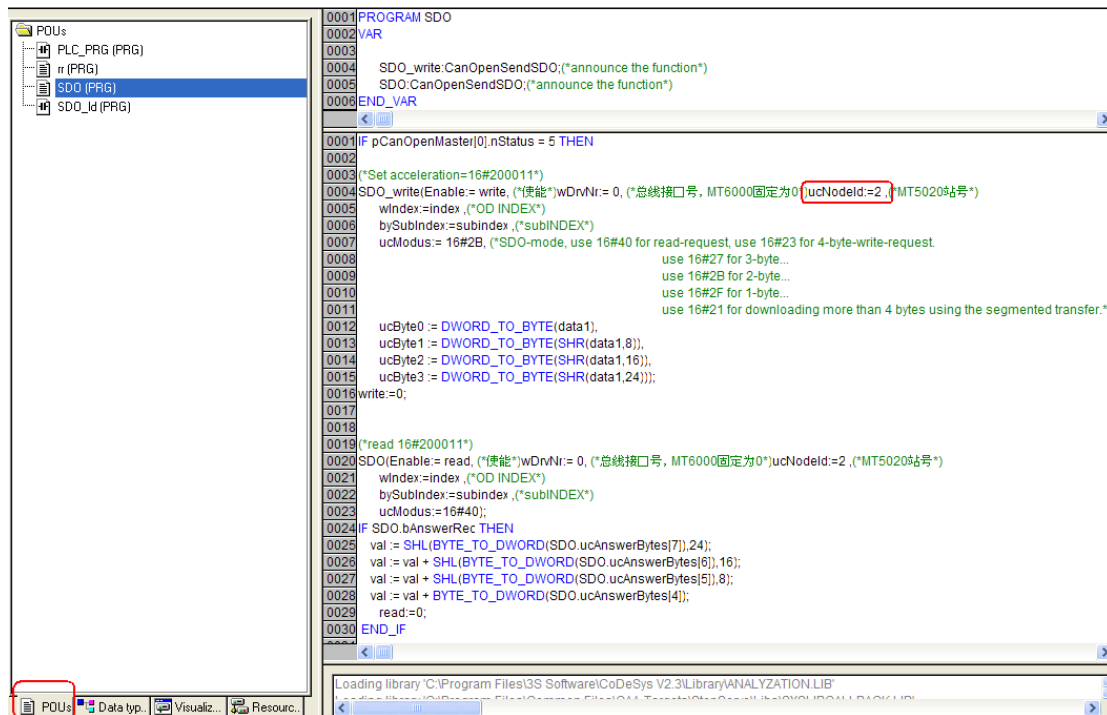 POUs
PLC_PRG (PRG)
rr (PRG)
SDO (PRG)
SDO_ld (PRG)
0001 PROGRAM SDO
0002 VAR
0003
0004 SDO_write:CanOpenSendSDO;(*announce the function*)
0005 SDO:CanOpenSendSDO;(*announce the function*)
0006 END_VAR
0001 IF pCanOpenMaster[0].nStatus = 5 THEN
0002
0003 (*Set acceleration=16#200011*)
0004 SDO_write(Enable:= write, (*使能*)wDrvNr:= 0, (*总线接口号，MT6000固定为0*)ucNodeId:=2 ,(*MT5020站号*)
0005 wIndex:=index ,(*OD INDEX*)
0006 bySubIndex:=subindex ,(*subINDEX*)
0007 ucModus:= 16#2B, (*SDO-mode, use 16#40 for read-request, use 16#23 for 4-byte-write-request.
0008 use 16#27 for 3-byte...
0009 use 16#2B for 2-byte...
0010 use 16#2F for 1-byte...
0011 use 16#21 for downloading more than 4 bytes using the segmented transfer.*
0012 ucByte0 := DWORD_TO_BYTE(data1),
0013 ucByte1 := DWORD_TO_BYTE(SHR(data1,8)),
0014 ucByte2 := DWORD_TO_BYTE(SHR(data1,16)),
0015 ucByte3 := DWORD_TO_BYTE(SHR(data1,24)));
0016 write:=0;
0017
0018
0019 (*read 16#200011*)
0020 SDO(Enable:= read, (*使能*)wDrvNr:= 0, (*总线接口号，MT6000固定为0*)ucNodeId:=2 ,(*MT5020站号*)
0021 wIndex:=index ,(*OD INDEX*)
0022 bySubIndex:=subindex ,(*subINDEX*)
0023 ucModus:=16#40);
0024 IF SDO.bAnswerRec THEN
0025 val := SHL(BYTE_TO_DWORD(SDO.ucAnswerBytes[7]),24);
0026 val := val + SHL(BYTE_TO_DWORD(SDO.ucAnswerBytes[6]),16);
0027 val := val + SHL(BYTE_TO_DWORD(SDO.ucAnswerBytes[5]),8);
0028 val := val + BYTE_TO_DWORD(SDO.ucAnswerBytes[4]);
0029 read:=0;
0030 END_IF
Loading library 'C:\Program Files\3S Software\CoDeSys V2.3\Library\ANALYZATION.LIB'
POUs Data typ... Visualiz... Resourc...